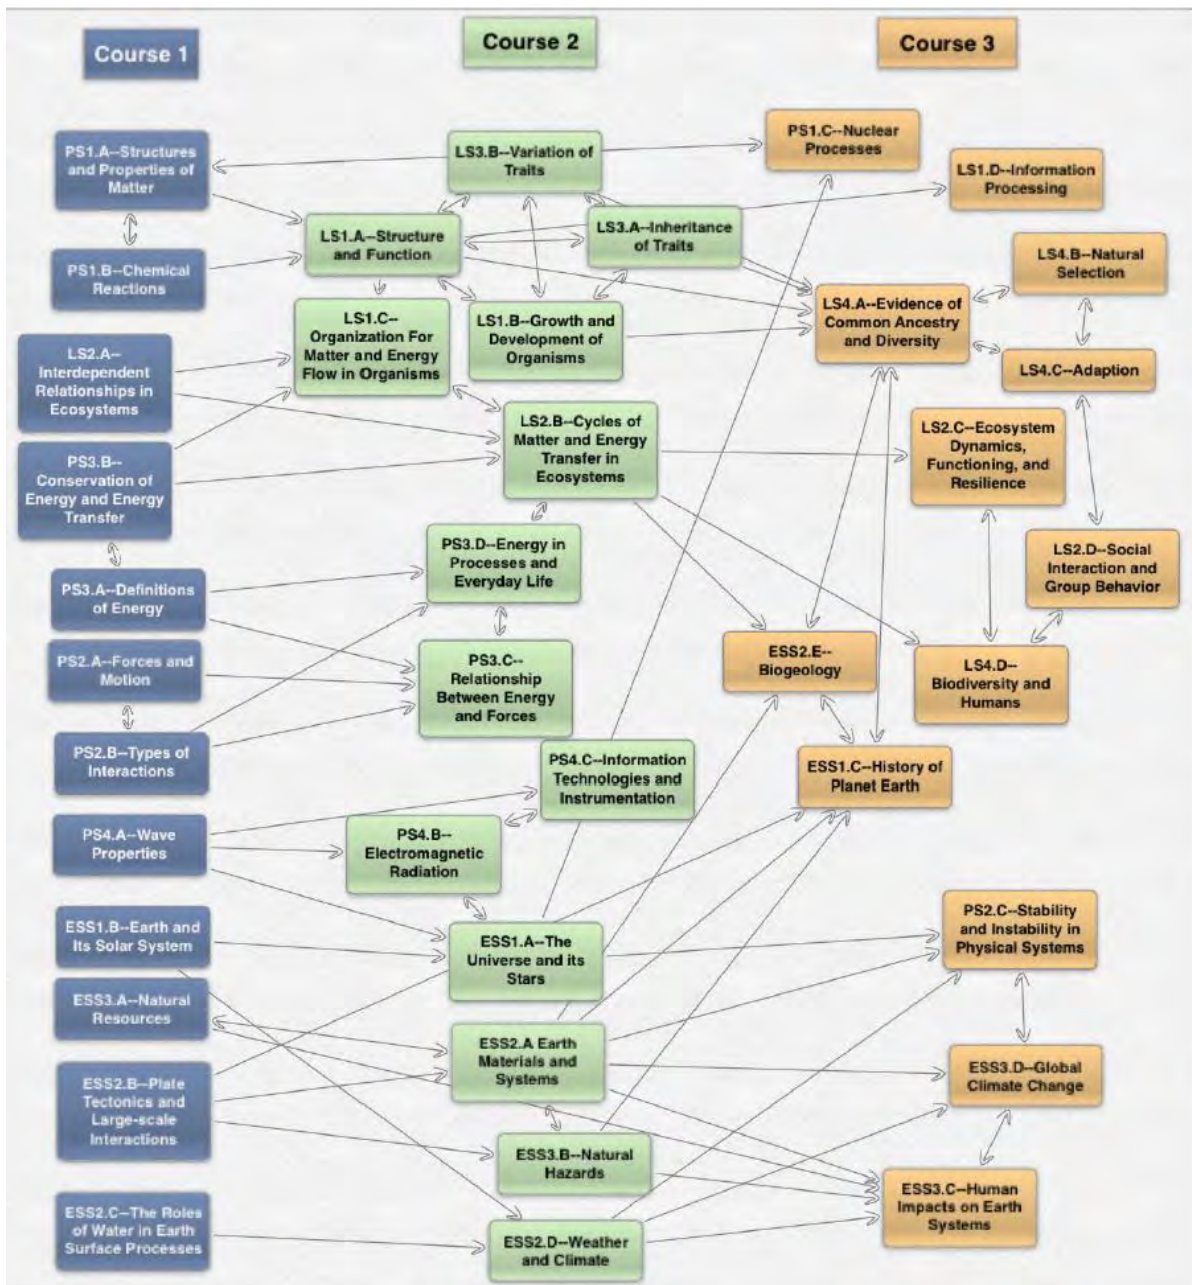 Course 1
Course 2
Course 3
PS1.A--Structures
and Properties of
Matter
PS1.B--Chemical
Reactions
LS2.A--
Interdependent
Relationships in
Ecosystems
PS3.B--
Conservation of
Energy and Energy
Transfer
PS3.A--Definitions
of Energy
PS2.A--Forces and
Motion
PS2.B--Types of
Interactions
PS4.A--Wave
Properties
ESS1.B--Earth and
Its Solar System
ESS3.A--Natural
Resources
ESS2.B--Plate
Tectonics and
Large-scale
Interactions
ESS2.C--The Roles
of Water in Earth
Surface Processes
LS3.B--Variation of
Traits
LS1.A--Structure
and Function
LS3.A--Inheritance
of Traits
LS1.C--
Organization For
Matter and Energy
Flow in Organisms
LS1.B--Growth and
Development of
Organisms
LS2.B--Cycles of
Matter and Energy
Transfer in
Ecosystems
PS3.D--Energy in
Processes and
Everyday Life
PS3.C--
Relationship
Between Energy
and Forces
PS4.C--Information
Technologies and
Instrumentation
PS4.B--
Electromagnetic
Radiation
ESS1.A--The
Universe and its
Stars
ESS2.A Earth
Materials and
Systems
ESS3.B--Natural
Hazards
ESS2.D--Weather
and Climate
PS1.C--Nuclear
Processes
LS1.D--Information
Processing
LS4.B--Natural
Selection
LS4.A--Evidence of
Common Ancestry
and Diversity
LS4.C--Adaption
LS2.C--Ecosystem
Dynamics,
Functioning, and
Resilience
LS2.D--Social
Interaction and
Group Behavior
ESS2.E--
Biogeology
LS4.D--
Biodiversity and
Humans
ESS1.C--History of
Planet Earth
PS2.C--Stability
and Instability in
Physical Systems
ESS3.D--Global
Climate Change
ESS3.C--Human
Impacts on Earth
Systems